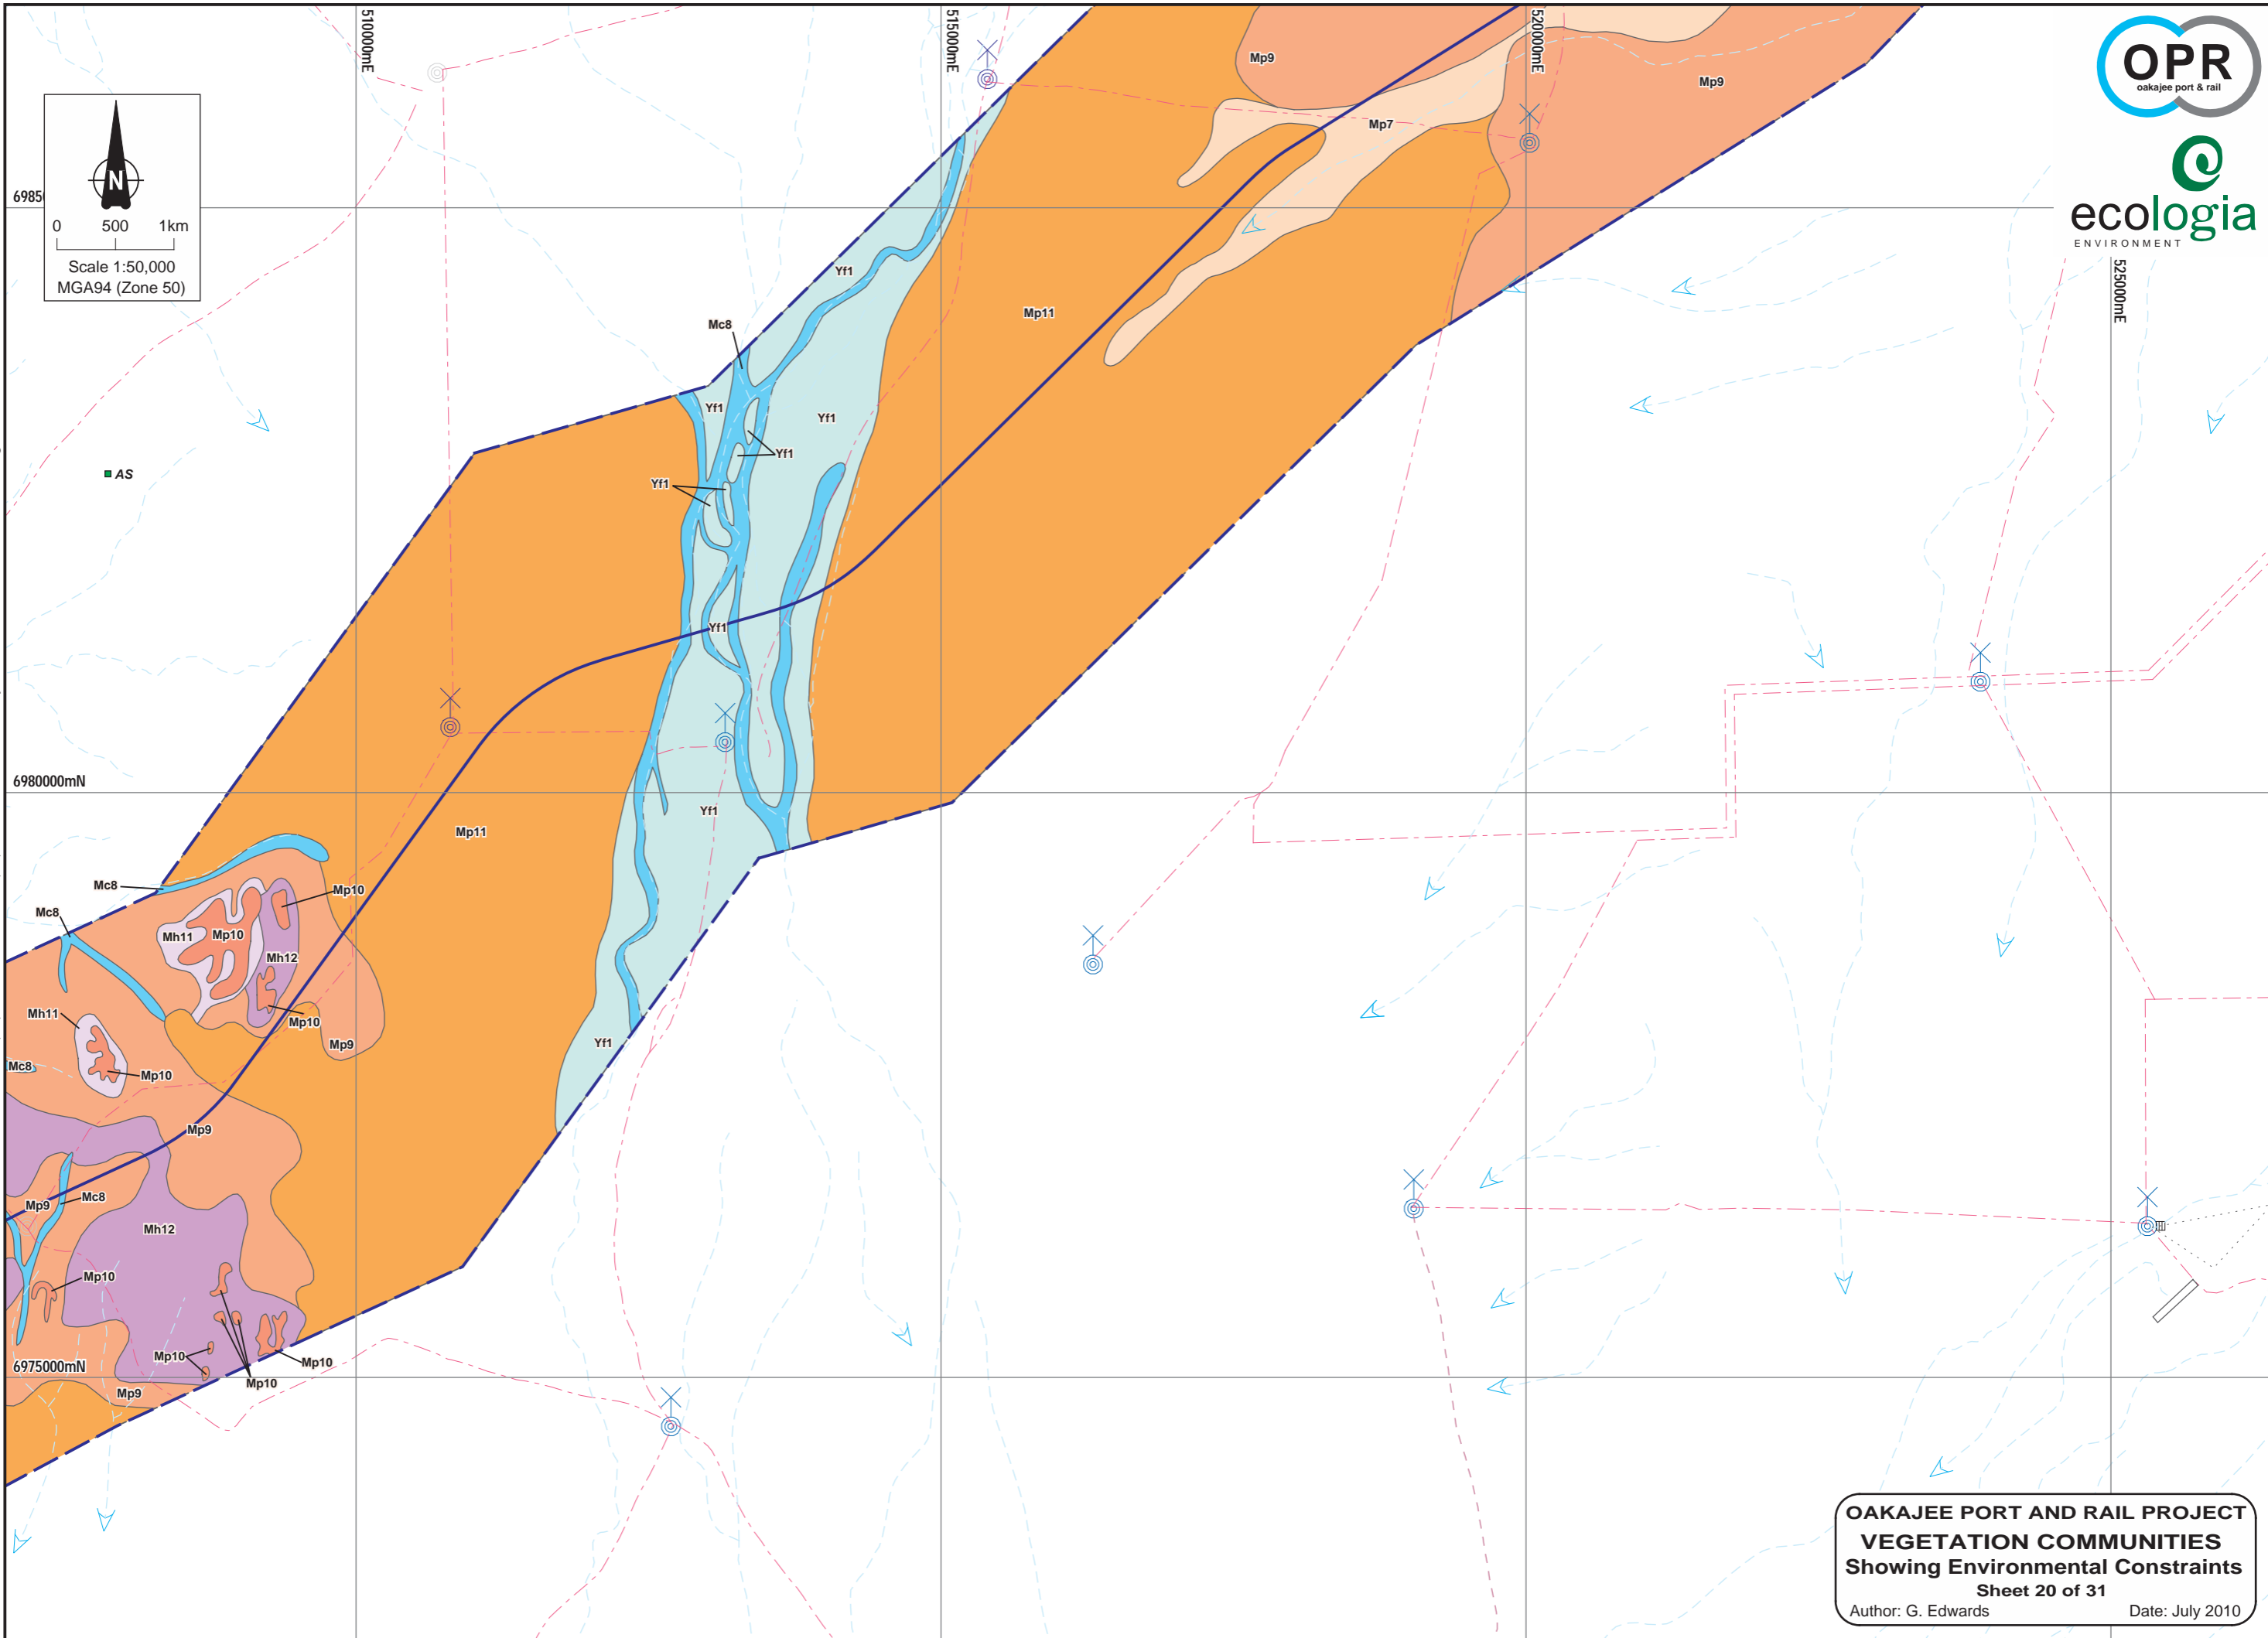 510000mE
515000mE
520000mE
525000mE
OPR
oakajee port & rail
ecologia
ENVIRONMENT
N
0 500 1km
Scale 1:50,000
MGA94 (Zone 50)
6980000mN
6975000mN
AS
Mp9
Mp9
Mp7
Yf1
Mp11
Mc8
Yf1
Yf1
Yf1
Yf1
Yf1
Yf1
Mp11
Mc8
Mp10
Mc8
Mh11
Mp10
Mh12
Mh11
Mp10
Mp9
Yf1
Mc8
Mp10
Mp9
Mp9
Mc8
Mh12
Mp10
Mp10
Mp10
Mp10
Mp9
OAKAJEE PORT AND RAIL PROJECT
VEGETATION COMMUNITIES
Showing Environmental Constraints
Sheet 20 of 31
Author: G. Edwards Date: July 2010